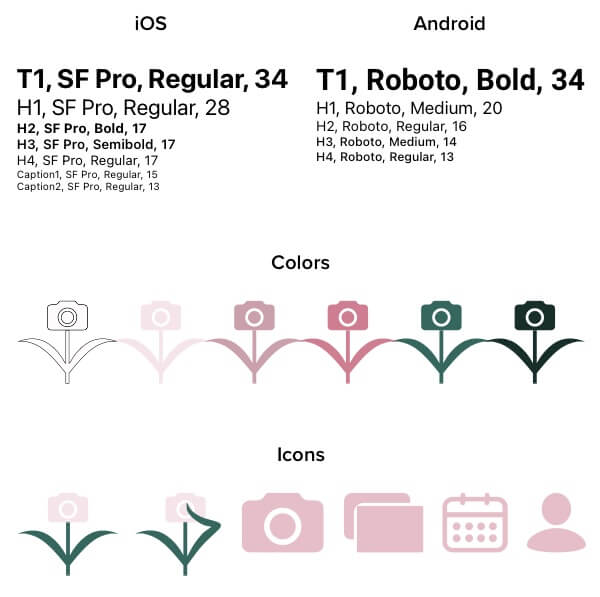 iOS
T1, SF Pro, Regular, 34
H1, SF Pro, Regular, 28
H2, SF Pro, Bold, 17
H3, SF Pro, Semibold, 17
H4, SF Pro, Regular, 17
Caption1, SF Pro, Regular, 15
Caption2, SF Pro, Regular, 13
Android
T1, Roboto, Bold, 34
H1, Roboto, Medium, 20
H2, Roboto, Regular, 16
H3, Roboto, Medium, 14
H4, Roboto, Regular, 13
Colors
Icons